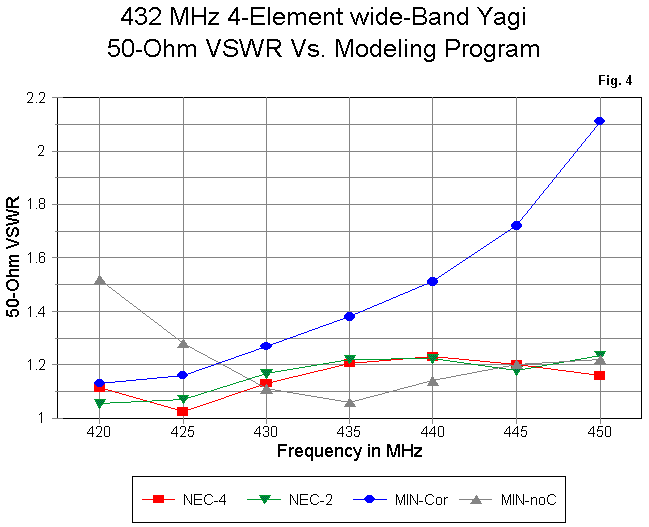 432 MHz 4-Element wide-Band Yagi
50-Ohm VSWR Vs. Modeling Program
Fig. 4
2.2
2
1.8
1.6
1.4
1.2
1
50-Ohm VSWR
420 425 430 435 440 445 450
Frequency in MHz
NEC-4 NEC-2 MIN-Cor MIN-noC